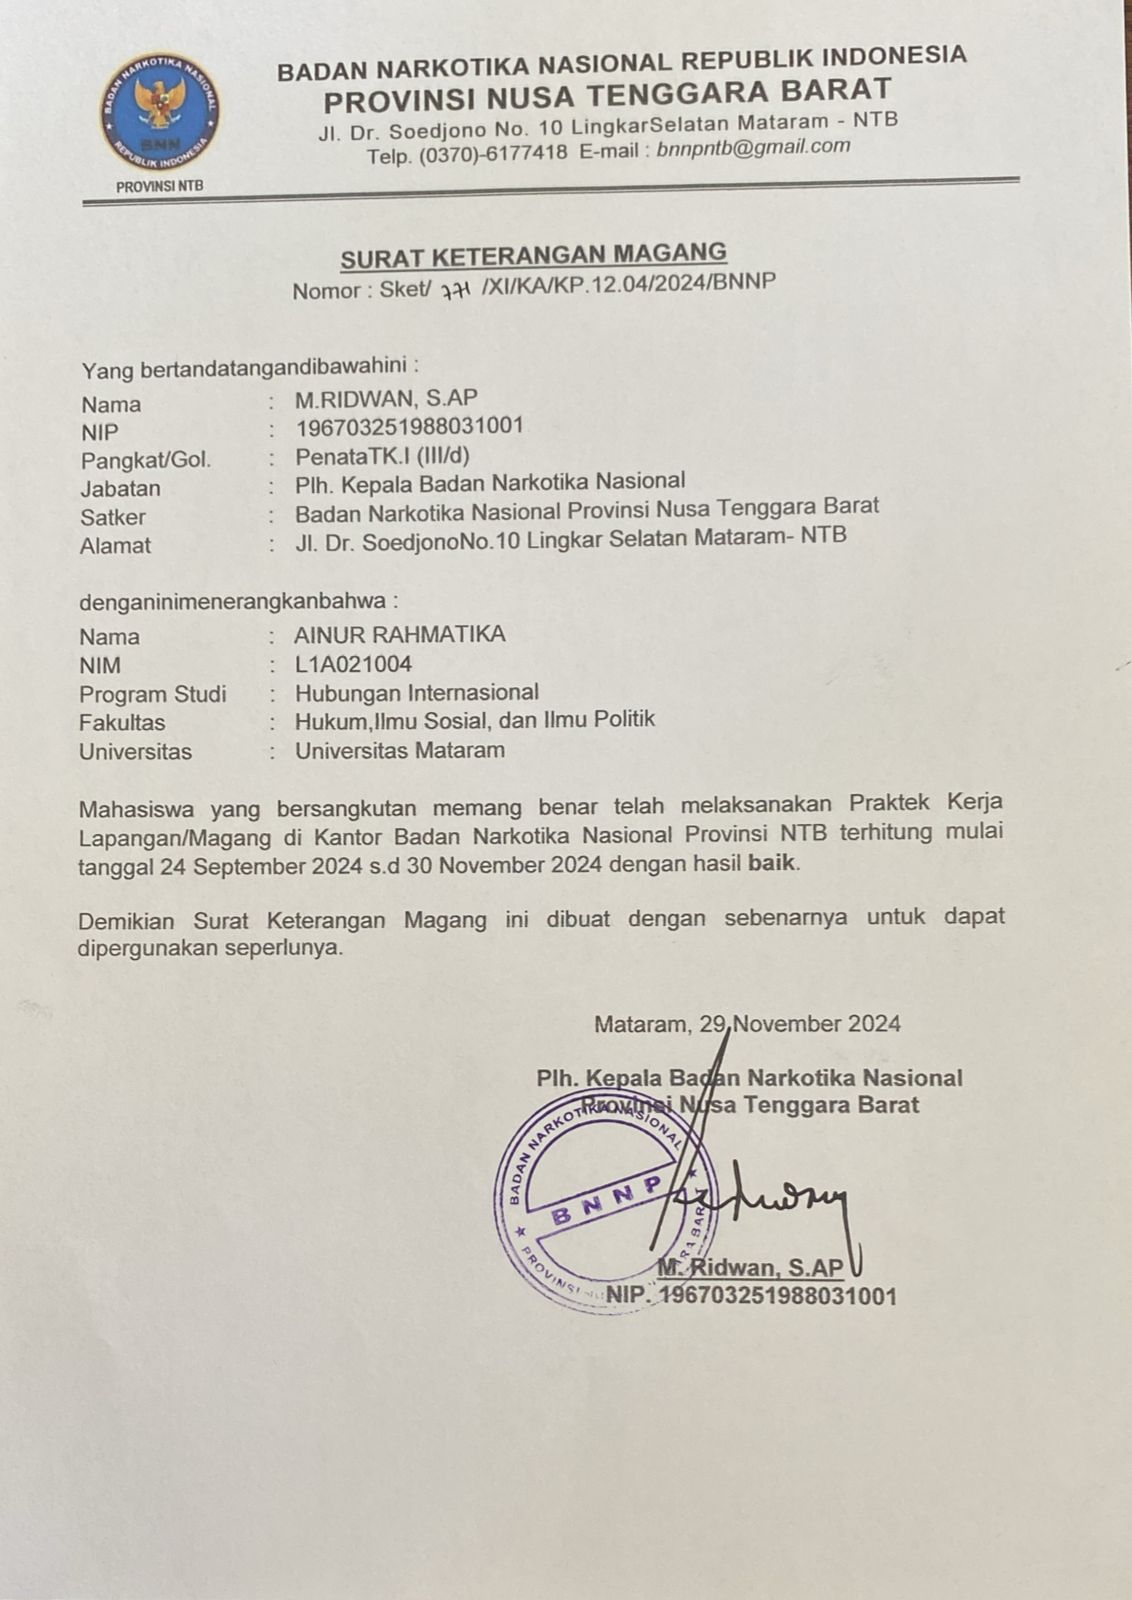 BADAN NARKOTIKA NASIONAL
BNN
REPUBLIK INDONESIA
PROVINSI NTB
BADAN NARKOTIKA NASIONAL REPUBLIK INDONESIA
PROVINSI NUSA TENGGARA BARAT
Jl. Dr. Soedjono No. 10 LingkarSelatan Mataram - NTB
Telp. (0370)-6177418 E-mail : bnnpntb@gmail.com
SURAT KETERANGAN MAGANG
Nomor : Sket/ 771 /XI/KA/KP.12.04/2024/BNNP
Yang bertandatangandibawahini :
Nama : M.RIDWAN, S.AP
NIP : 196703251988031001
Pangkat/Gol. : PenataTK.I (III/d)
Jabatan : Plh. Kepala Badan Narkotika Nasional
Satker : Badan Narkotika Nasional Provinsi Nusa Tenggara Barat
Alamat : Jl. Dr. SoedjonoNo.10 Lingkar Selatan Mataram- NTB
denganinimenerangkanbahwa :
Nama : AINUR RAHMATIKA
NIM : L1A021004
Program Studi : Hubungan Internasional
Fakultas : Hukum,Ilmu Sosial, dan Ilmu Politik
Universitas : Universitas Mataram
Mahasiswa yang bersangkutan memang benar telah melaksanakan Praktek Kerja
Lapangan/Magang di Kantor Badan Narkotika Nasional Provinsi NTB terhitung mulai
tanggal 24 September 2024 s.d 30 November 2024 dengan hasil baik.
Demikian Surat Keterangan Magang ini dibuat dengan sebenarnya untuk dapat
dipergunakan seperlunya.
Mataram, 29 November 2024
Plh. Kepala Badan Narkotika Nasional
Provinsi Nusa Tenggara Barat
BADAN NARKOTIKA NASIONAL
BNNP
PROVINSI
BARAT
M. Ridwan, S.AP
NIP. 196703251988031001